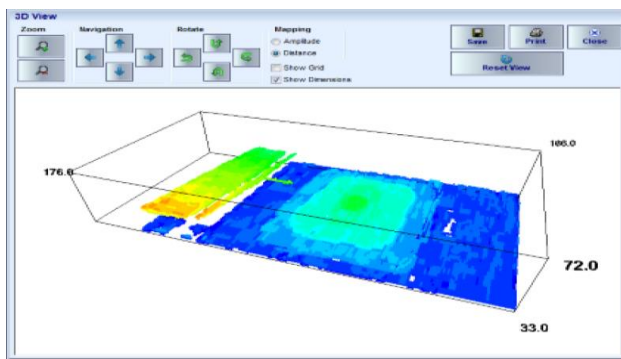 3D View
Zoom
Navigation
Rotate
Mapping
Amplitude
Distance
Show Grid
Show Dimensions
Save
Print
Close
Reset View
176.0
186.0
72.0
33.0